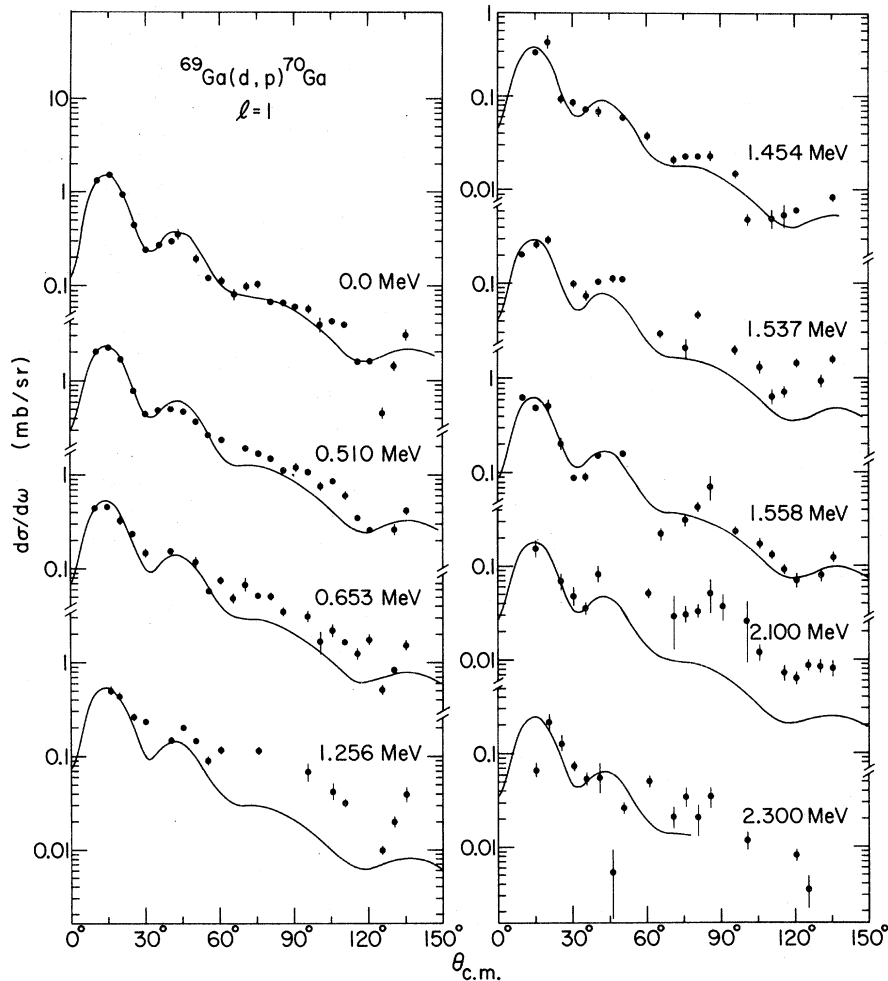 ⁶⁹Ga(d,p)⁷⁰Ga
ℓ=1
10
1
0.1
1
1
0.1
1
0.1
0.01
0.0 MeV
0.510 MeV
0.653 MeV
1.256 MeV
dσ/dω (mb/sr)
0° 30° 60° 90° 120° 150°
1
0.1
0.01
0.1
1
0.1
0.1
0.01
0.1
0.01
1.454 MeV
1.537 MeV
1.558 MeV
2.100 MeV
2.300 MeV
0° 30° 60° 90° 120° 150°
θc.m.